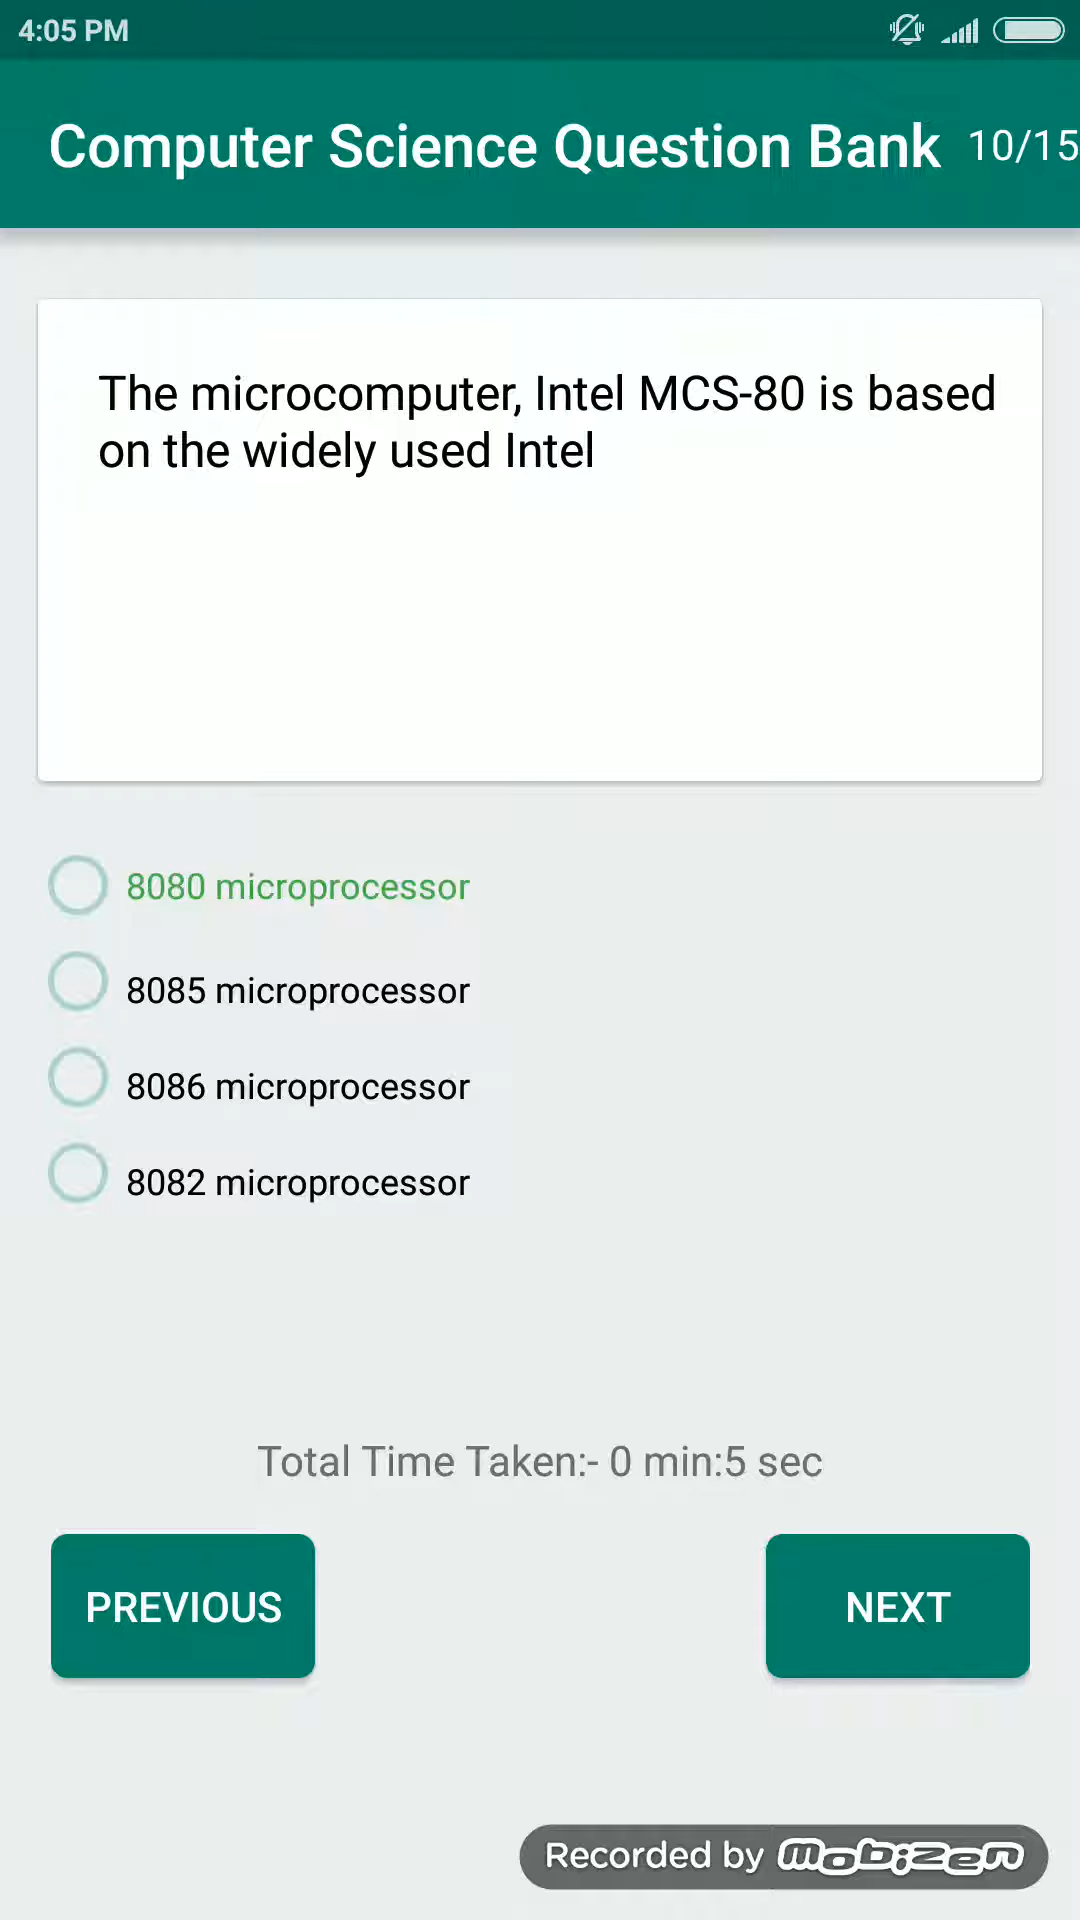 4:05 PM
Computer Science Question Bank 10/15
The microcomputer, Intel MCS-80 is based
on the widely used Intel
8080 microprocessor
8085 microprocessor
8086 microprocessor
8082 microprocessor
Total Time Taken:- 0 min:5 sec
PREVIOUS
NEXT
Recorded by mobizen